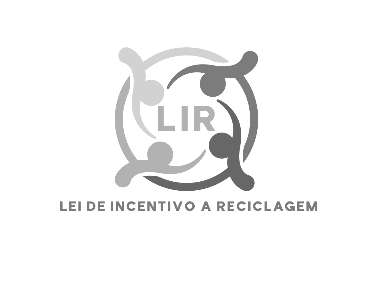 LIR
LEI DE INCENTIVO A RECICLAGEM